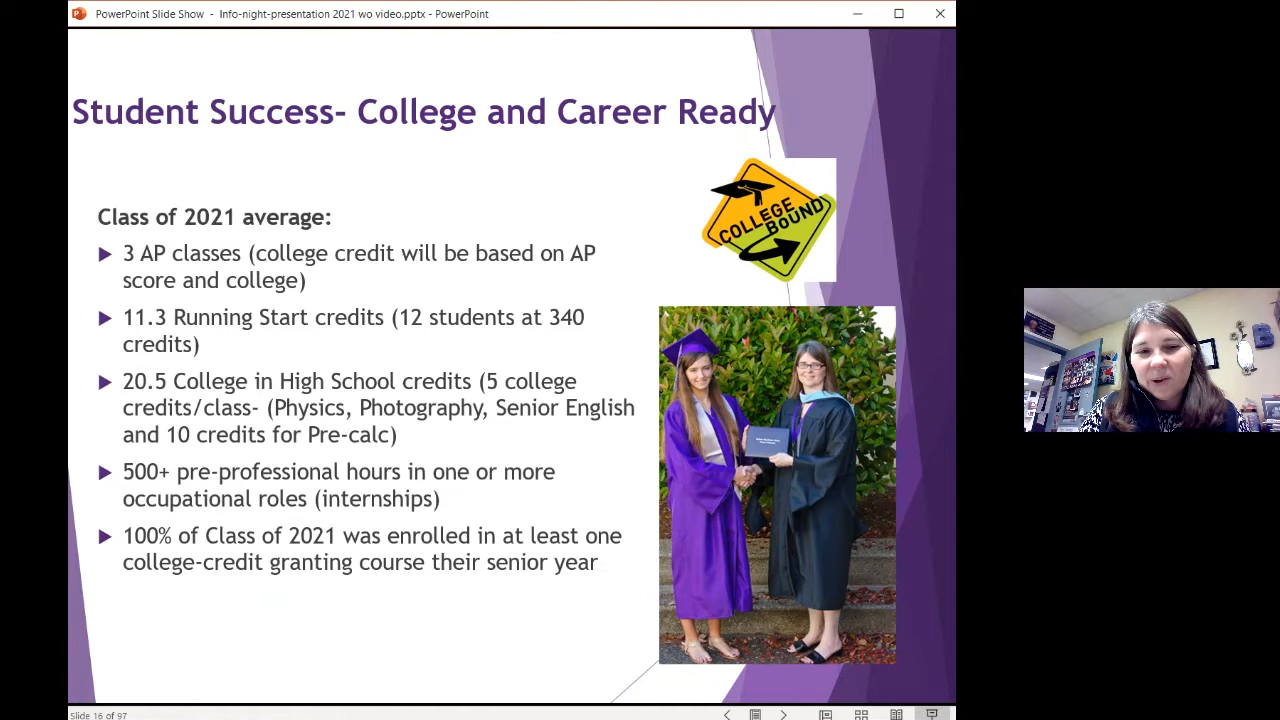 PowerPoint Slide Show - Info-night-presentation 2021 wo video.pptx - PowerPoint
Student Success- College and Career Ready
COLLEGE
BOUND
Class of 2021 average:
3 AP classes (college credit will be based on AP
score and college)
11.3 Running Start credits (12 students at 340
credits)
20.5 College in High School credits (5 college
credits/class- (Physics, Photography, Senior English
and 10 credits for Pre-calc)
500+ pre-professional hours in one or more
occupational roles (internships)
100% of Class of 2021 was enrolled in at least one
college-credit granting course their senior year
Slide 16 of 97